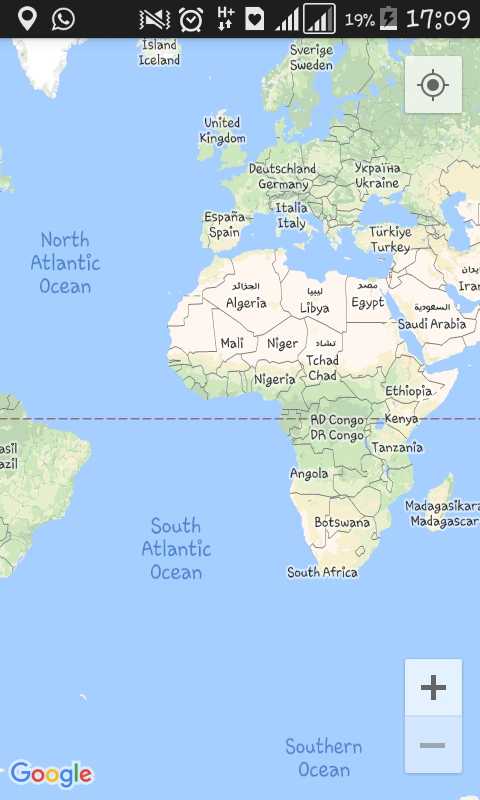 H+
19%
17:09
Ísland
Iceland
Sverige
Sweden
United
Kingdom
Deutschland
Germany
Україна
Ukraine
Italia
Italy
España
Spain
Türkiye
Turkey
North
Atlantic
Ocean
الجزائر
Algeria
ليبيا
Libya
مصر
Egypt
Iran
السعودية
Saudi Arabia
Mali
Niger
تشاد
Tchad
Chad
Nigeria
Ethiopia
RD Congo
DR Congo
Kenya
Tanzania
asil
azil
Angola
Madagasikara
Madagascar
Botswana
South
Atlantic
Ocean
South Africa
+
−
Southern
Ocean
Google